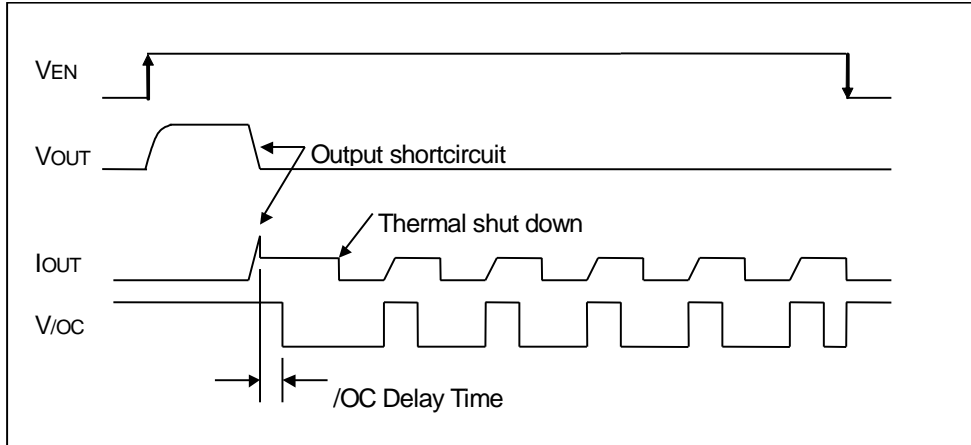 VEN
VOUT
Output shortcircuit
Thermal shut down
IOUT
V/OC
/OC Delay Time